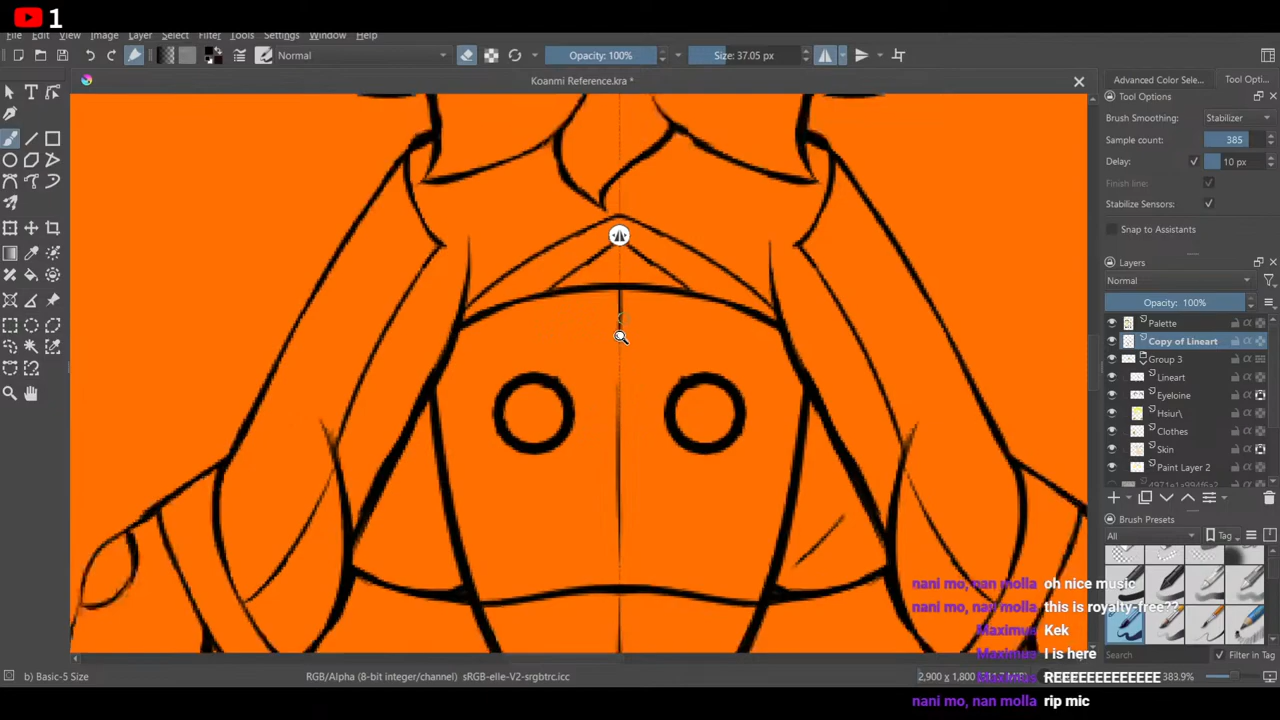 1
File Edit View Image Layer Select Filter Tools Settings Window Help
Normal
Opacity: 100%
Size: 37.05 px
Koanmi Reference.kra *
Advanced Color Sele...
Tool Opti...
Tool Options
Brush Smoothing:
Stabilizer
Sample count:
385
Delay:
10 px
Finish line:
Stabilize Sensors:
Snap to Assistants
Layers
Normal
Opacity: 100%
Palette
Copy of Lineart
Group 3
Lineart
Eyeloine
Hsiur\
Clothes
Skin
Paint Layer 2
Brush Presets
All
Tag
nani mo, nan molla oh nice music
nani mo, nan molla this is royalty-free??
Maximus Kek
Maximus I is here
Maximus REEEEEEEEEEEEE
nani mo, nan molla rip mic
Search
Filter in Tag
b) Basic-5 Size
RGB/Alpha (8-bit integer/channel) sRGB-elle-V2-srgbtrc.icc
2,900 x 1,800
383.9%